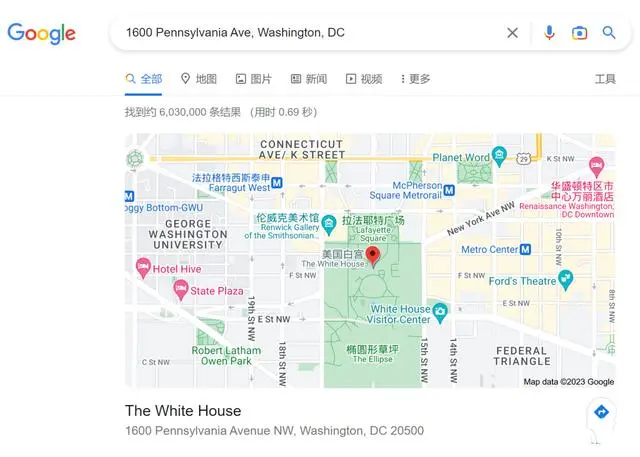 Google
1600 Pennsylvania Ave, Washington, DC
全部
地图
图片
新闻
视频
更多
工具
找到约 6,030,000 条结果 （用时 0.69 秒）
CONNECTICUT
AVE/ K STREET
Planet Word
29
K St NW
K St NW
法拉格特西斯泰申
Farragut West
M
McPherson
Square Metrorail
M
华盛顿特区市
中心万丽酒店
Renaissance Washington,
DC Downtown
oggy Bottom-GWU
伦威克美术馆
Renwick Gallery
of the Smithsonian...
拉法耶特广场
Lafayette
Square
New York Ave NW
GEORGE
WASHINGTON
UNIVERSITY
美国白宫
The White House
Metro Center
M
10th St NW
Hotel Hive
F St NW
F St NW
Ford's Theatre
State Plaza
8th St NW
19th St NW
E St NW
E St NW
White House
Visitor Center
Robert Latham
Owen Park
18th St NW
椭圆形草坪
The Ellipse
15th St NW
14th St NW
FEDERAL
TRIANGLE
C St NW
Map data ©2023 Google
The White House
1600 Pennsylvania Avenue NW, Washington, DC 20500